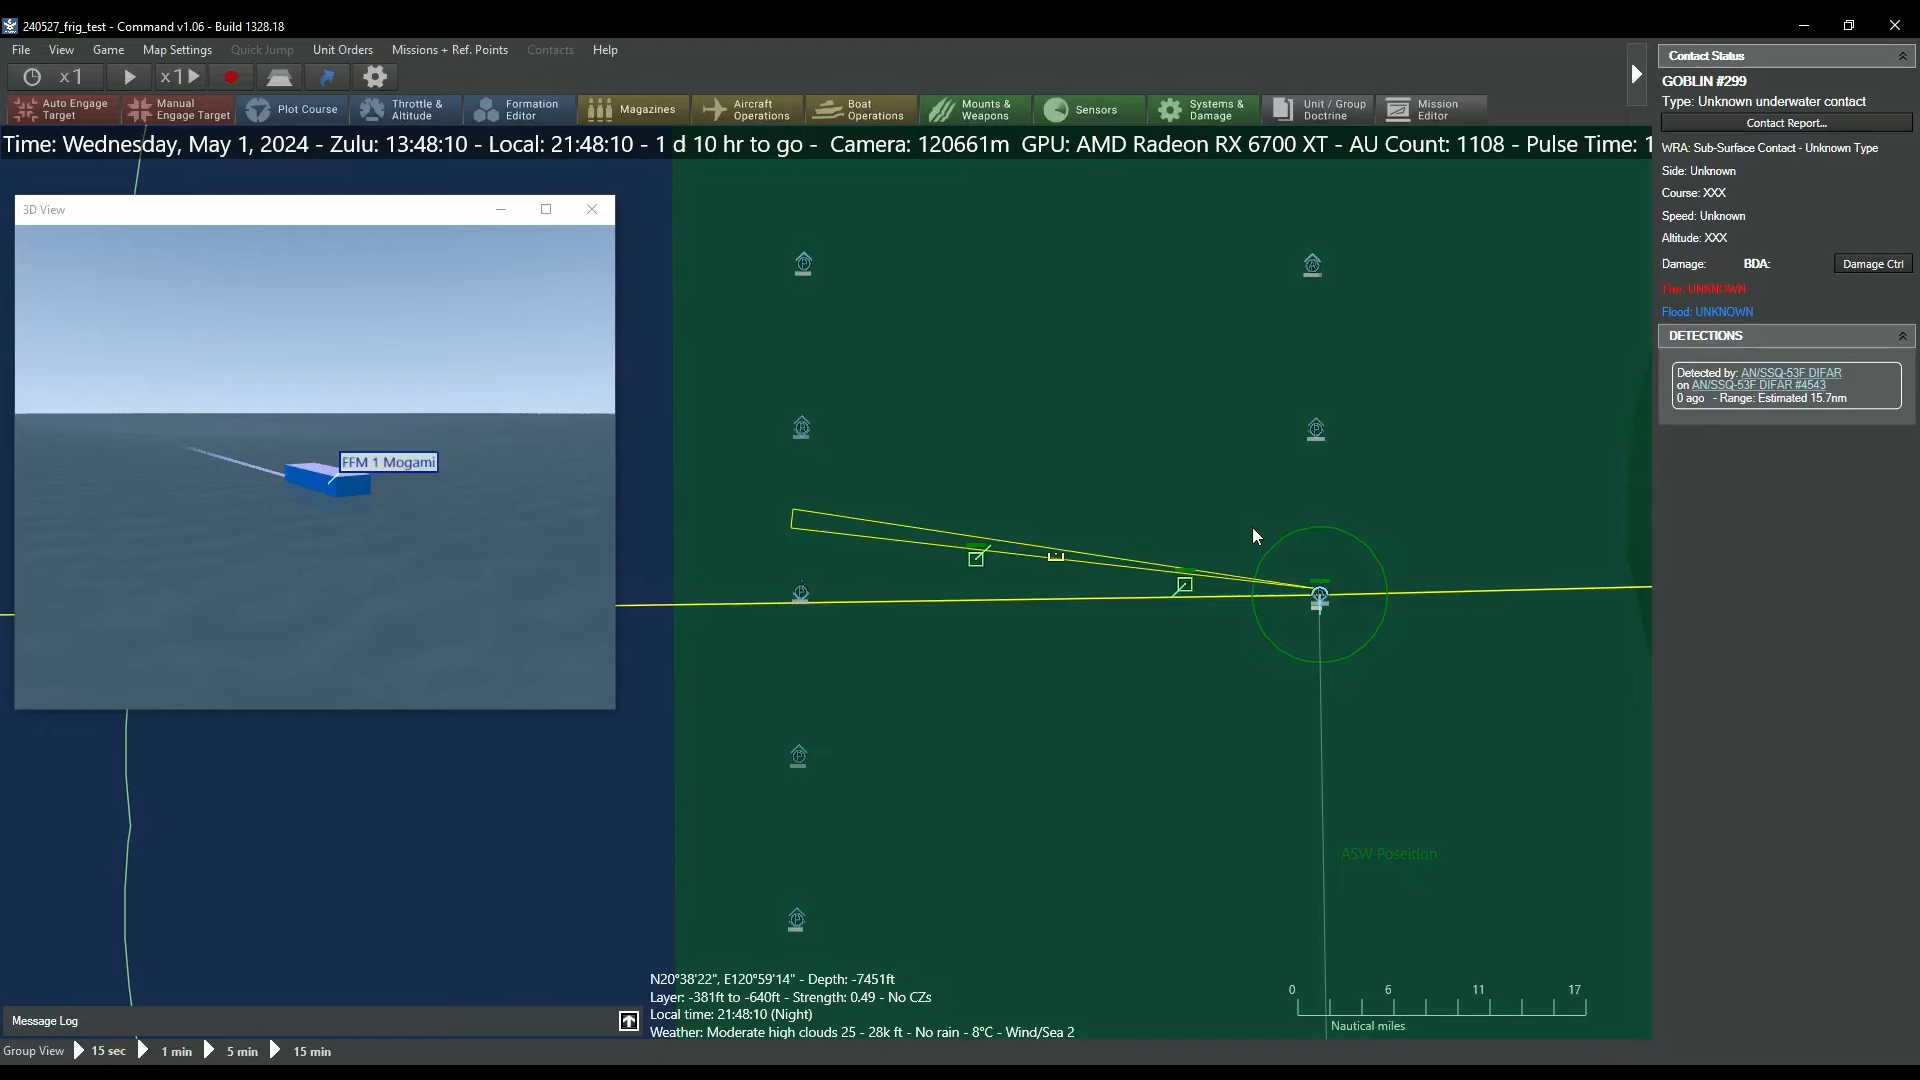 240527_frig_test - Command v1.06 - Build 1328.18
File View Game Map Settings Quick Jump Unit Orders Missions + Ref. Points Contacts Help
x1 x1
Auto Engage Target
Manual Engage Target
Plot Course
Throttle & Altitude
Formation Editor
Magazines
Aircraft Operations
Boat Operations
Mounts & Weapons
Sensors
Systems & Damage
Unit / Group Doctrine
Mission Editor
Time: Wednesday, May 1, 2024 - Zulu: 13:48:10 - Local: 21:48:10 - 1 d 10 hr to go - Camera: 120661m GPU: AMD Radeon RX 6700 XT - AU Count: 1108 - Pulse Time: 1
3D View
FFM 1 Mogami
ASW Poseidon
N20°38'22", E120°59'14" - Depth: -7451ft
Layer: -381ft to -640ft - Strength: 0.49 - No CZs
Local time: 21:48:10 (Night)
Weather: Moderate high clouds 25 - 28k ft - No rain - 8°C - Wind/Sea 2
0 6 11 17
Nautical miles
Message Log
Group View 15 sec 1 min 5 min 15 min
Contact Status
GOBLIN #299
Type: Unknown underwater contact
Contact Report...
WRA: Sub-Surface Contact - Unknown Type
Side: Unknown
Course: XXX
Speed: Unknown
Altitude: XXX
Damage: BDA: Damage Ctrl
Fire: UNKNOWN
Flood: UNKNOWN
DETECTIONS
Detected by: AN/SSQ-53F DIFAR
on AN/SSQ-53F DIFAR #4543
0 ago - Range: Estimated 15.7nm